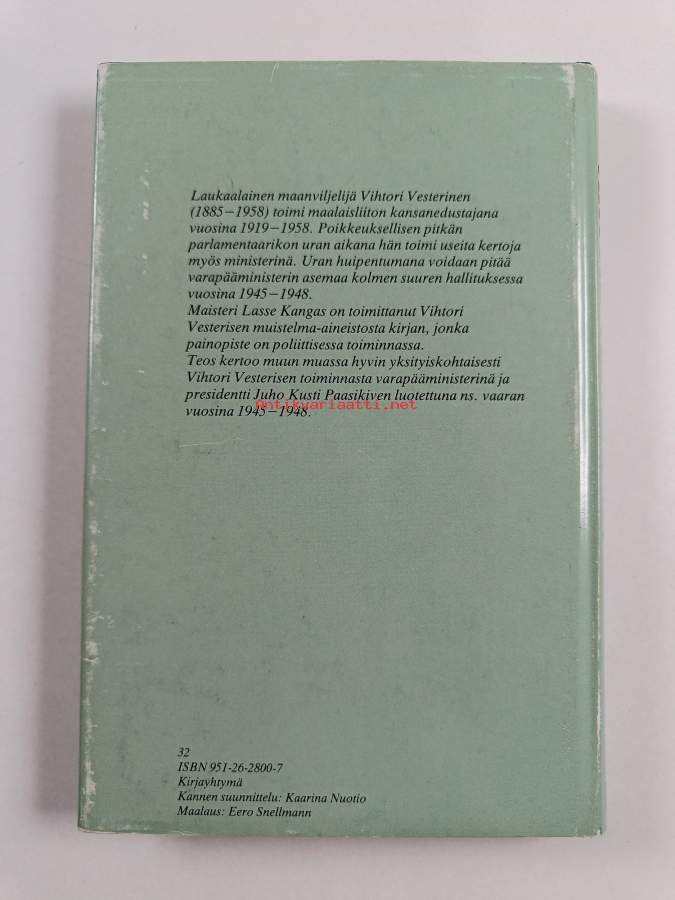 Laukaalainen maanviljelijä Vihtori Vesterinen
(1885–1958) toimi maalaisliiton kansanedustajana
vuosina 1919–1958. Poikkeuksellisen pitkän
parlamentaarikon uran aikana hän toimi useita kertoja
myös ministerinä. Uran huipentumana voidaan pitää
varapääministerin asemaa kolmen suuren hallituksessa
vuosina 1945–1948.
Maisteri Lasse Kangas on toimittanut Vihtori
Vesterisen muistelma-aineistosta kirjan, jonka
painopiste on poliittisessa toiminnassa.
Teos kertoo muun muassa hyvin yksityiskohtaisesti
Vihtori Vesterisen toiminnasta varapääministerinä ja
presidentti Juho Kusti Paasikiven luotettuna ns. vaaran
vuosina 1945–1948.
Antikvariaatti.net
32
ISBN 951-26-2800-7
Kirjayhtymä
Kannen suunnittelu: Kaarina Nuotio
Maalaus: Eero Snellmann